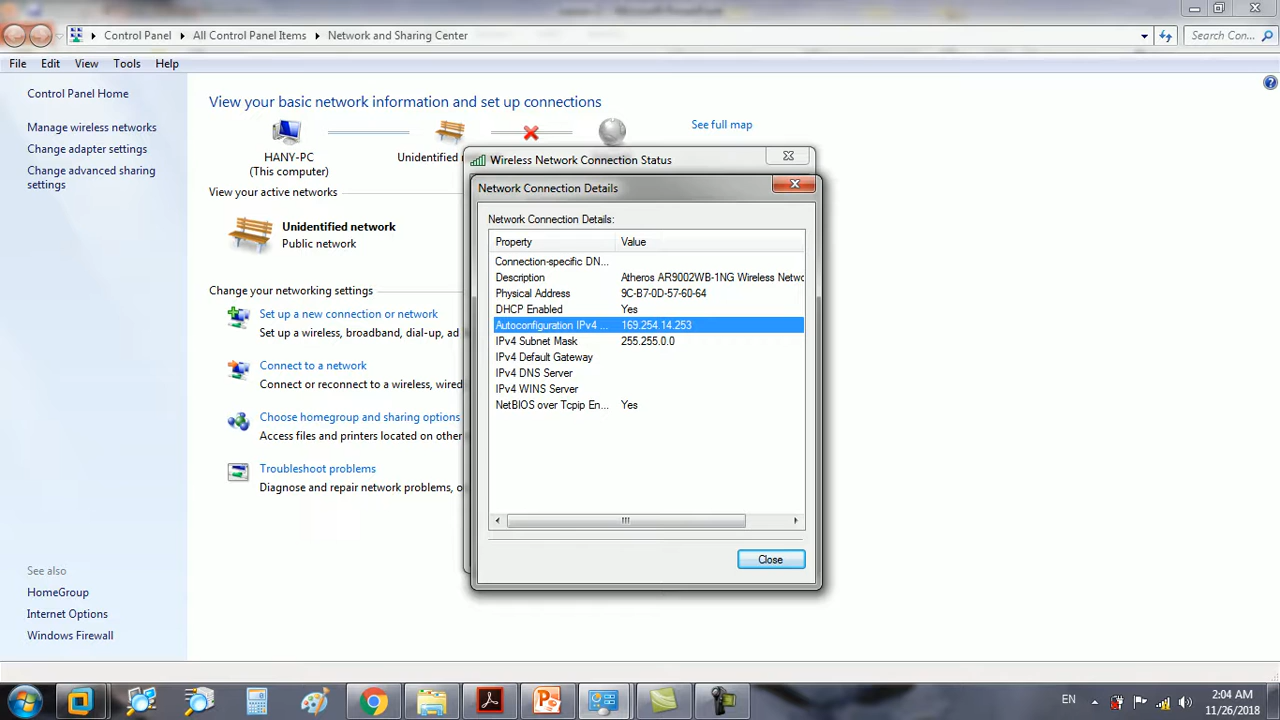 Control Panel All Control Panel Items Network and Sharing Center Search Con...
File Edit View Tools Help
Control Panel Home
Manage wireless networks
Change adapter settings
Change advanced sharing
settings
View your basic network information and set up connections
See full map
HANY-PC
(This computer)
Unidentified
View your active networks
Unidentified network
Public network
Change your networking settings
Set up a new connection or network
Set up a wireless, broadband, dial-up, ad
Connect to a network
Connect or reconnect to a wireless, wired
Choose homegroup and sharing options
Access files and printers located on other
Troubleshoot problems
Diagnose and repair network problems, o
Wireless Network Connection Status
Network Connection Details
Network Connection Details:
Property Value
Connection-specific DN...
Description Atheros AR9002WB-1NG Wireless Netwo
Physical Address 9C-B7-0D-57-60-64
DHCP Enabled Yes
Autoconfiguration IPv4 ... 169.254.14.253
IPv4 Subnet Mask 255.255.0.0
IPv4 Default Gateway
IPv4 DNS Server
IPv4 WINS Server
NetBIOS over Tcpip En... Yes
Close
See also
HomeGroup
Internet Options
Windows Firewall
EN
2:04 AM
11/26/2018